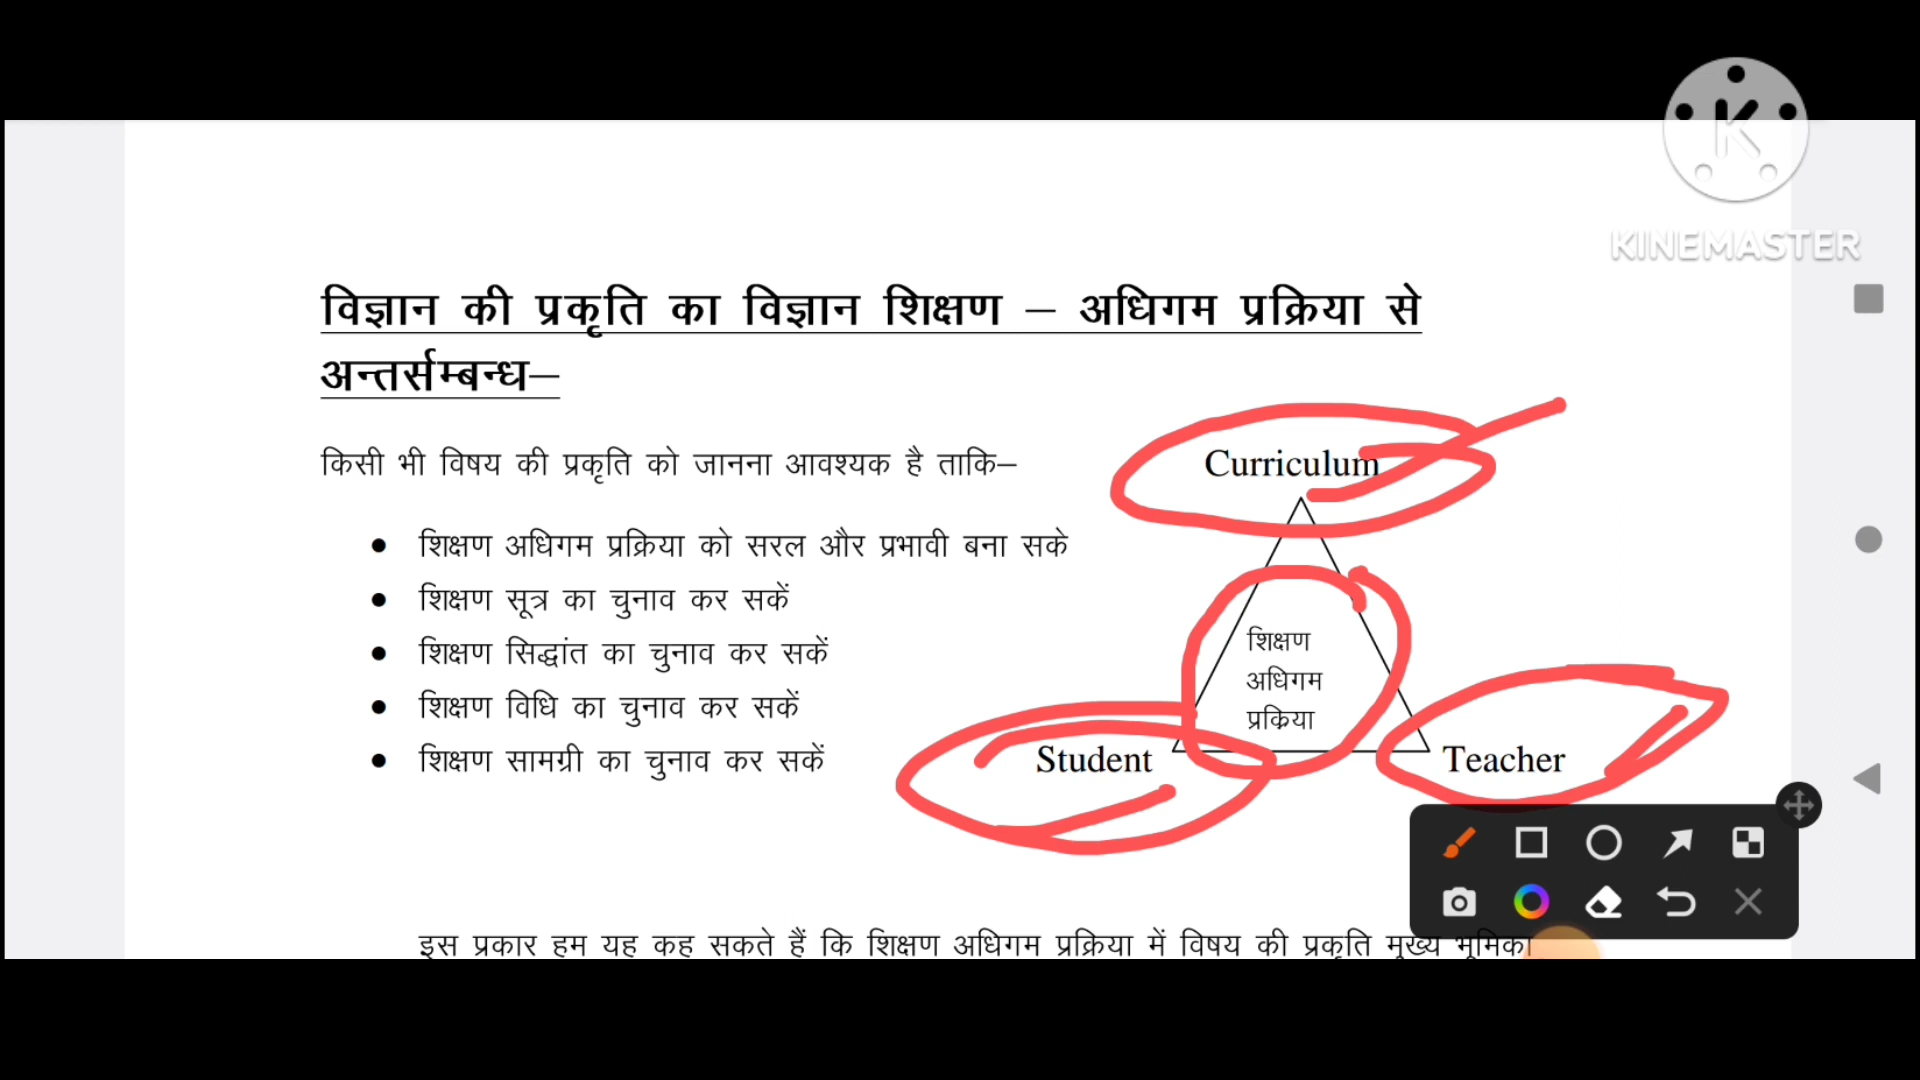 KINEMASTER
विज्ञान की प्रकृति का विज्ञान शिक्षण – अधिगम प्रक्रिया से
अन्तर्सम्बन्ध–
किसी भी विषय की प्रकृति को जानना आवश्यक है ताकि–
Curriculum
● शिक्षण अधिगम प्रक्रिया को सरल और प्रभावी बना सके
● शिक्षण सूत्र का चुनाव कर सकें
● शिक्षण सिद्धांत का चुनाव कर सकें
● शिक्षण विधि का चुनाव कर सकें
● शिक्षण सामग्री का चुनाव कर सकें
शिक्षण
अधिगम
प्रक्रिया
Student
Teacher
इस प्रकार हम यह कह सकते हैं कि शिक्षण अधिगम प्रक्रिया में विषय की प्रकृति मुख्य भूमिका